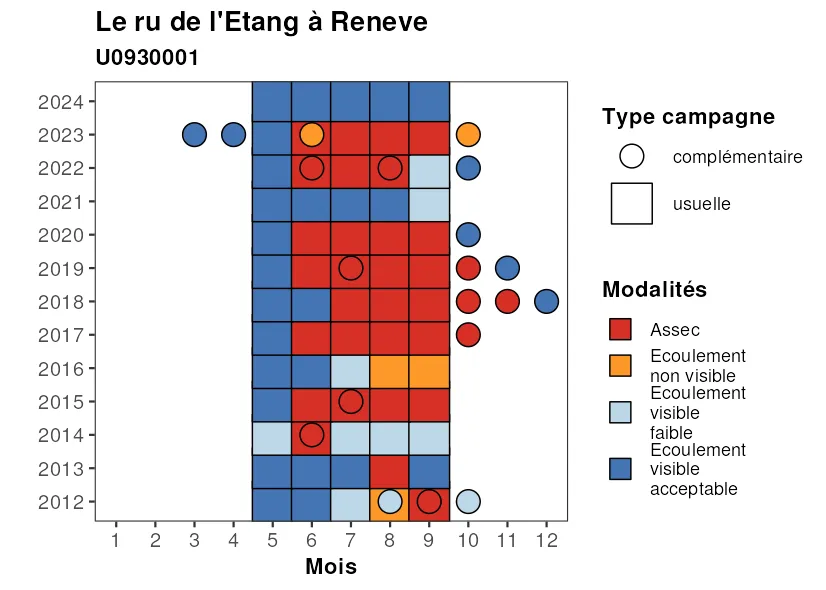 Le ru de l'Etang à Reneve
U0930001
2024
2023
2022
2021
2020
2019
2018
2017
2016
2015
2014
2013
2012
1 2 3 4 5 6 7 8 9 10 11 12
Mois
Type campagne
complémentaire
usuelle
Modalités
Assec
Ecoulement
non visible
Ecoulement
visible
faible
Ecoulement
visible
acceptable